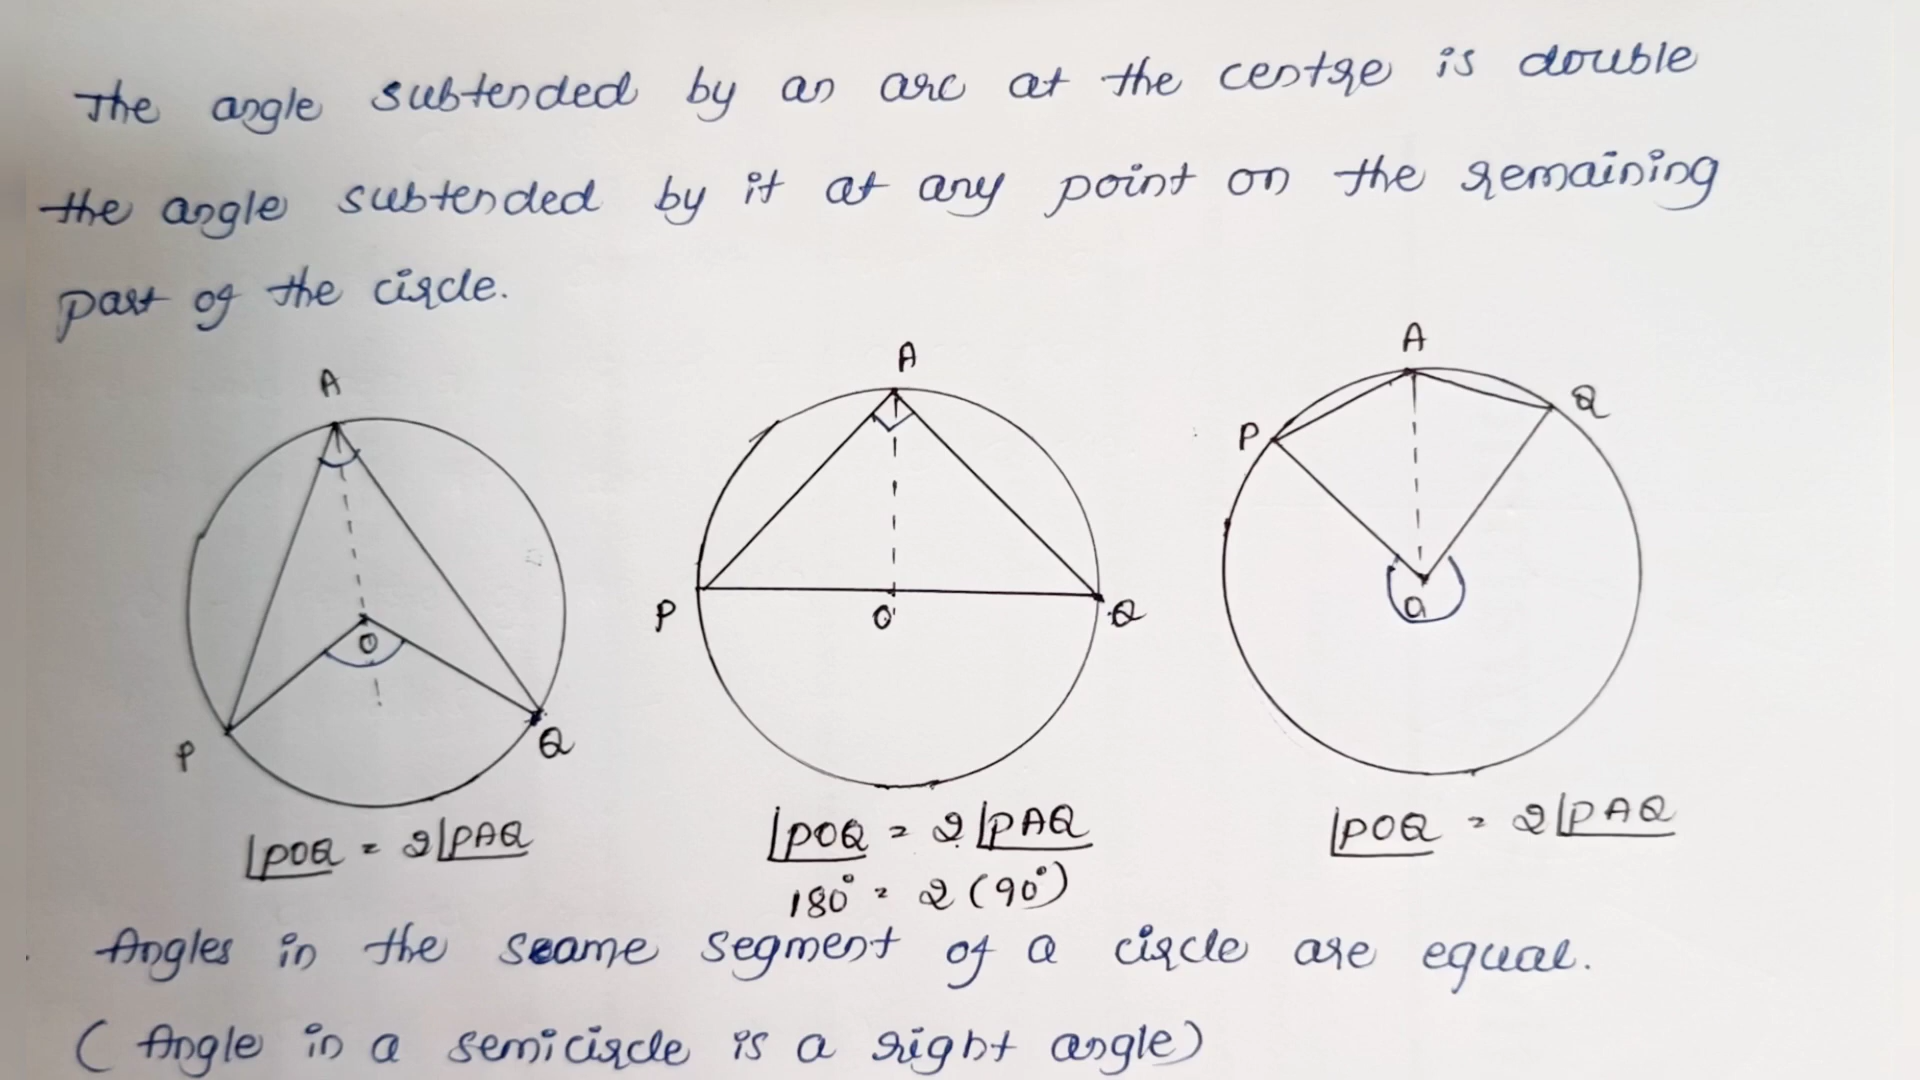 The angle subtended by an arc at the centre is double
the angle subtended by it at any point on the remaining
part of the circle.
A
O
P
Q
∠POQ = 2∠PAQ
A
P
O
Q
∠POQ = 2∠PAQ
180° = 2(90°)
A
P
Q
O
∠POQ = 2∠PAQ
Angles in the same segment of a circle are equal.
(Angle in a semicircle is a right angle)